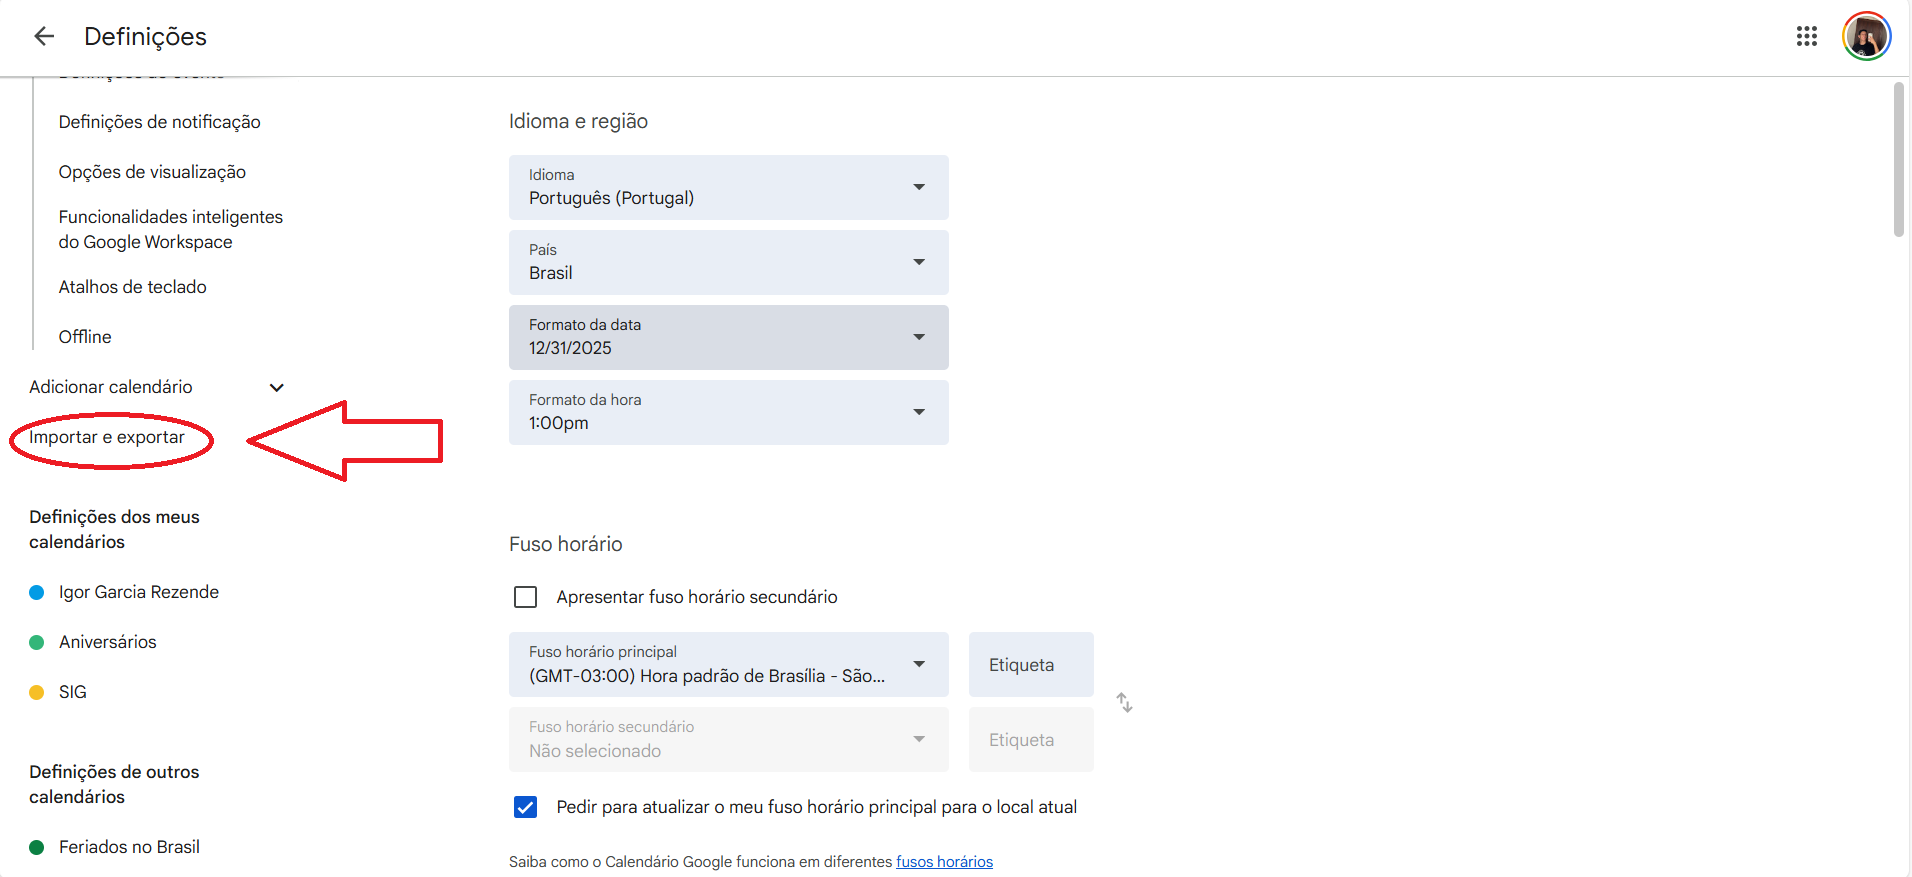 Definições
Definições de evento
Definições de notificação
Opções de visualização
Funcionalidades inteligentes
do Google Workspace
Atalhos de teclado
Offline
Adicionar calendário
Importar e exportar
Definições dos meus
calendários
Igor Garcia Rezende
Aniversários
SIG
Definições de outros
calendários
Feriados no Brasil
Idioma e região
Idioma
Português (Portugal)
País
Brasil
Formato da data
12/31/2025
Formato da hora
1:00pm
Fuso horário
Apresentar fuso horário secundário
Fuso horário principal
(GMT-03:00) Hora padrão de Brasília - São...
Etiqueta
Fuso horário secundário
Não selecionado
Etiqueta
Pedir para atualizar o meu fuso horário principal para o local atual
Saiba como o Calendário Google funciona em diferentes fusos horários